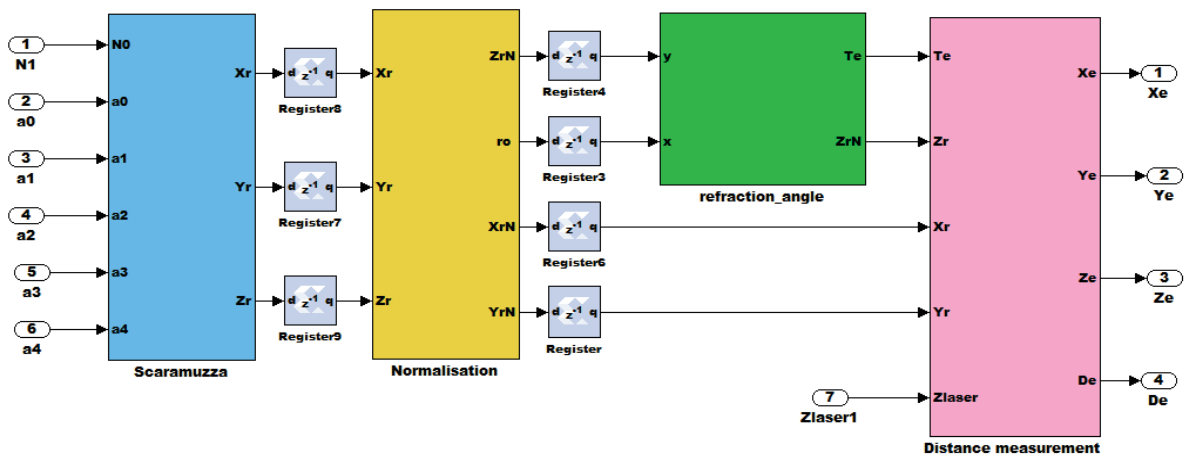 1
N1
2
a0
3
a1
4
a2
5
a3
6
a4
N0
a0
a1
a2
a3
a4
Xr
Yr
Zr
Scaramuzza
d z-1 q
Register8
d z-1 q
Register7
d z-1 q
Register9
Xr
Yr
Zr
ZrN
ro
XrN
YrN
Normalisation
d z-1 q
Register4
d z-1 q
Register3
d z-1 q
Register6
d z-1 q
Register
y
x
Te
ZrN
refraction_angle
7
Zlaser1
Te
Zr
Xr
Yr
Zlaser
Xe
Ye
Ze
De
Distance measurement
1
Xe
2
Ye
3
Ze
4
De